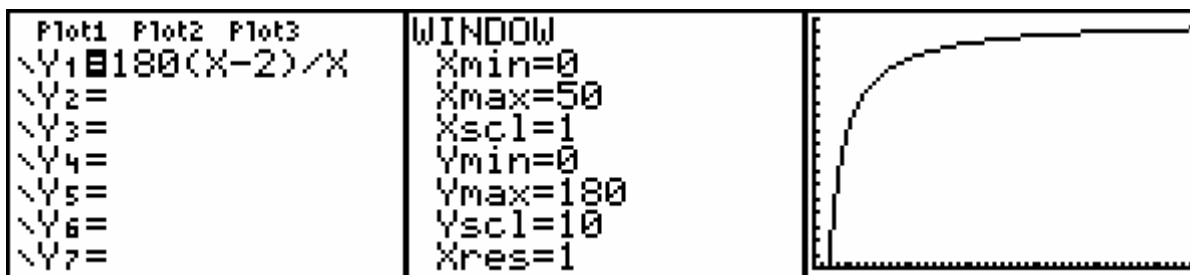 Plot1 Plot2 Plot3
\Y1=180(X-2)/X
\Y2=
\Y3=
\Y4=
\Y5=
\Y6=
\Y7=
WINDOW
Xmin=0
Xmax=50
Xscl=1
Ymin=0
Ymax=180
Yscl=10
Xres=1